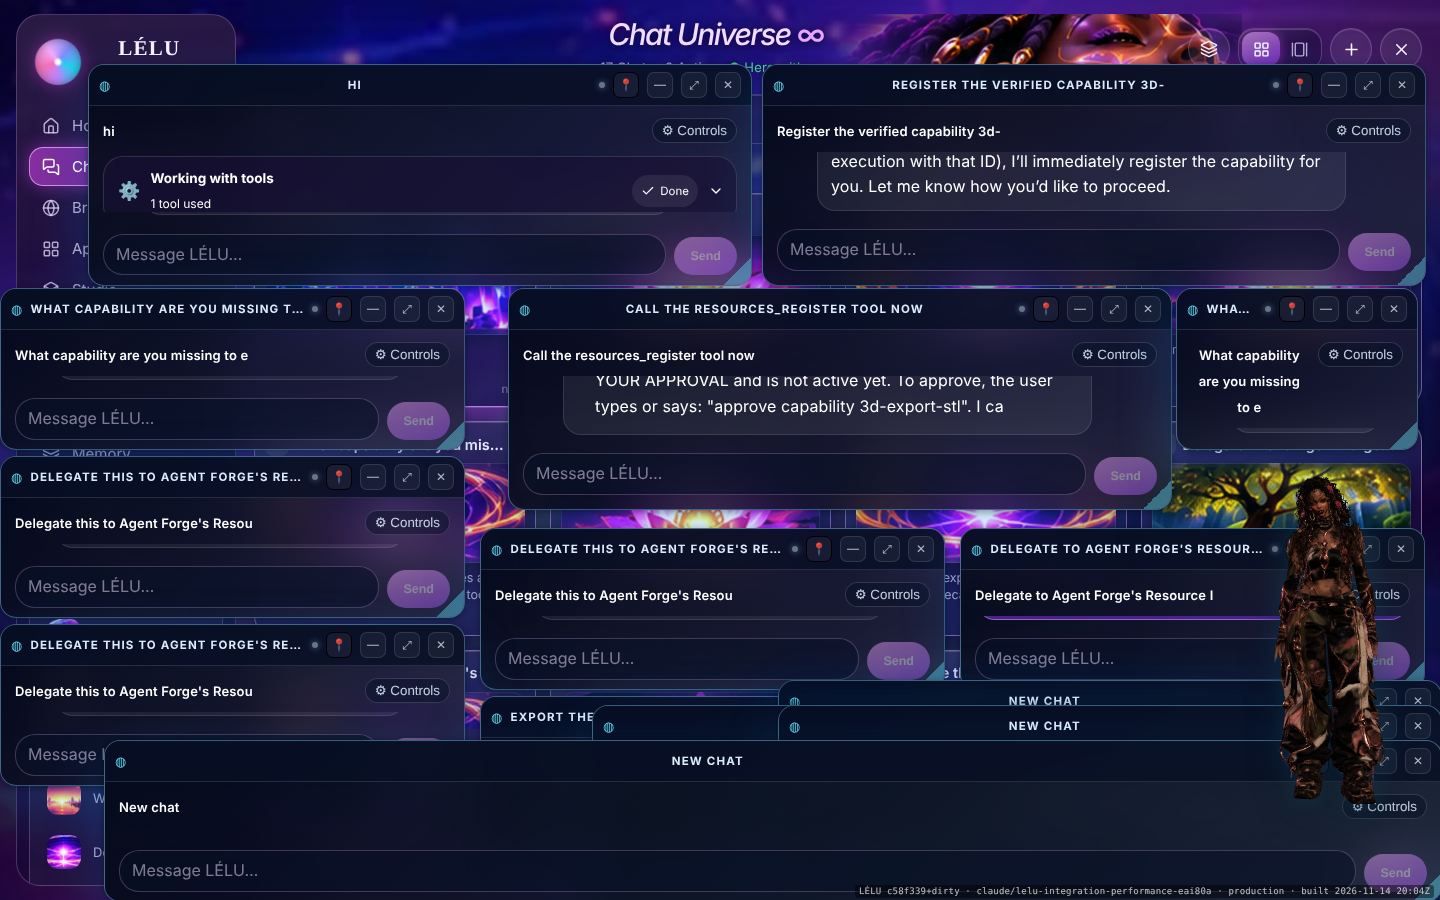 LÉLU
Chat Universe ∞
HI
hi
Controls
Working with tools
1 tool used
Done
Message LÉLU...
Send
REGISTER THE VERIFIED CAPABILITY 3D-
Register the verified capability 3d-
Controls
execution with that ID), I'll immediately register the capability for
you. Let me know how you'd like to proceed.
Message LÉLU...
Send
WHAT CAPABILITY ARE YOU MISSING T...
What capability are you missing to e
Controls
Message LÉLU...
Send
CALL THE RESOURCES_REGISTER TOOL NOW
Call the resources_register tool now
Controls
YOUR APPROVAL and is not active yet. To approve, the user
types or says: "approve capability 3d-export-stl". I ca
Message LÉLU...
Send
WHA...
What capability
are you missing
to e
Controls
Memory
mis...
DELEGATE THIS TO AGENT FORGE'S RE...
Delegate this to Agent Forge's Resou
Controls
Message LÉLU...
Send
DELEGATE THIS TO AGENT FORGE'S RE...
Delegate this to Agent Forge's Resou
Controls
Message LÉLU...
Send
DELEGATE TO AGENT FORGE'S RESOUR...
Delegate to Agent Forge's Resource I
Message LÉLU...
DELEGATE THIS TO AGENT FORGE'S RE...
Delegate this to Agent Forge's Resou
Controls
Message
EXPORT THE
NEW CHAT
NEW CHAT
NEW CHAT
New chat
Controls
Message LÉLU...
Send
LÉLU c58f339+dirty · claude/lelu-integration-performance-eai80a · production · built 2026-11-14 20:04Z